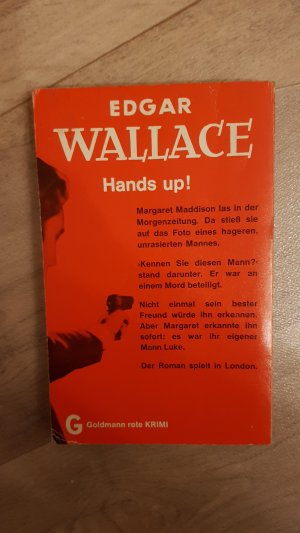 EDGAR
WALLACE
Hands up!
Margaret Maddison las in der
Morgenzeitung. Da stieß sie
auf das Foto eines hageren,
unrasierten Mannes.
»Kennen Sie diesen Mann?«
stand darunter. Er war an
einem Mord beteiligt.
Nicht einmal sein bester
Freund würde ihn erkennen.
Aber Margaret erkannte ihn
sofort: es war ihr eigener
Mann Luke.
Der Roman spielt in London.
G Goldmann rote KRIMI